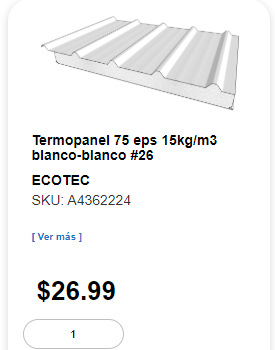 Termopanel 75 eps 15kg/m3
blanco-blanco #26
ECOTEC
SKU: A4362224
[ Ver más ]
$26.99
1